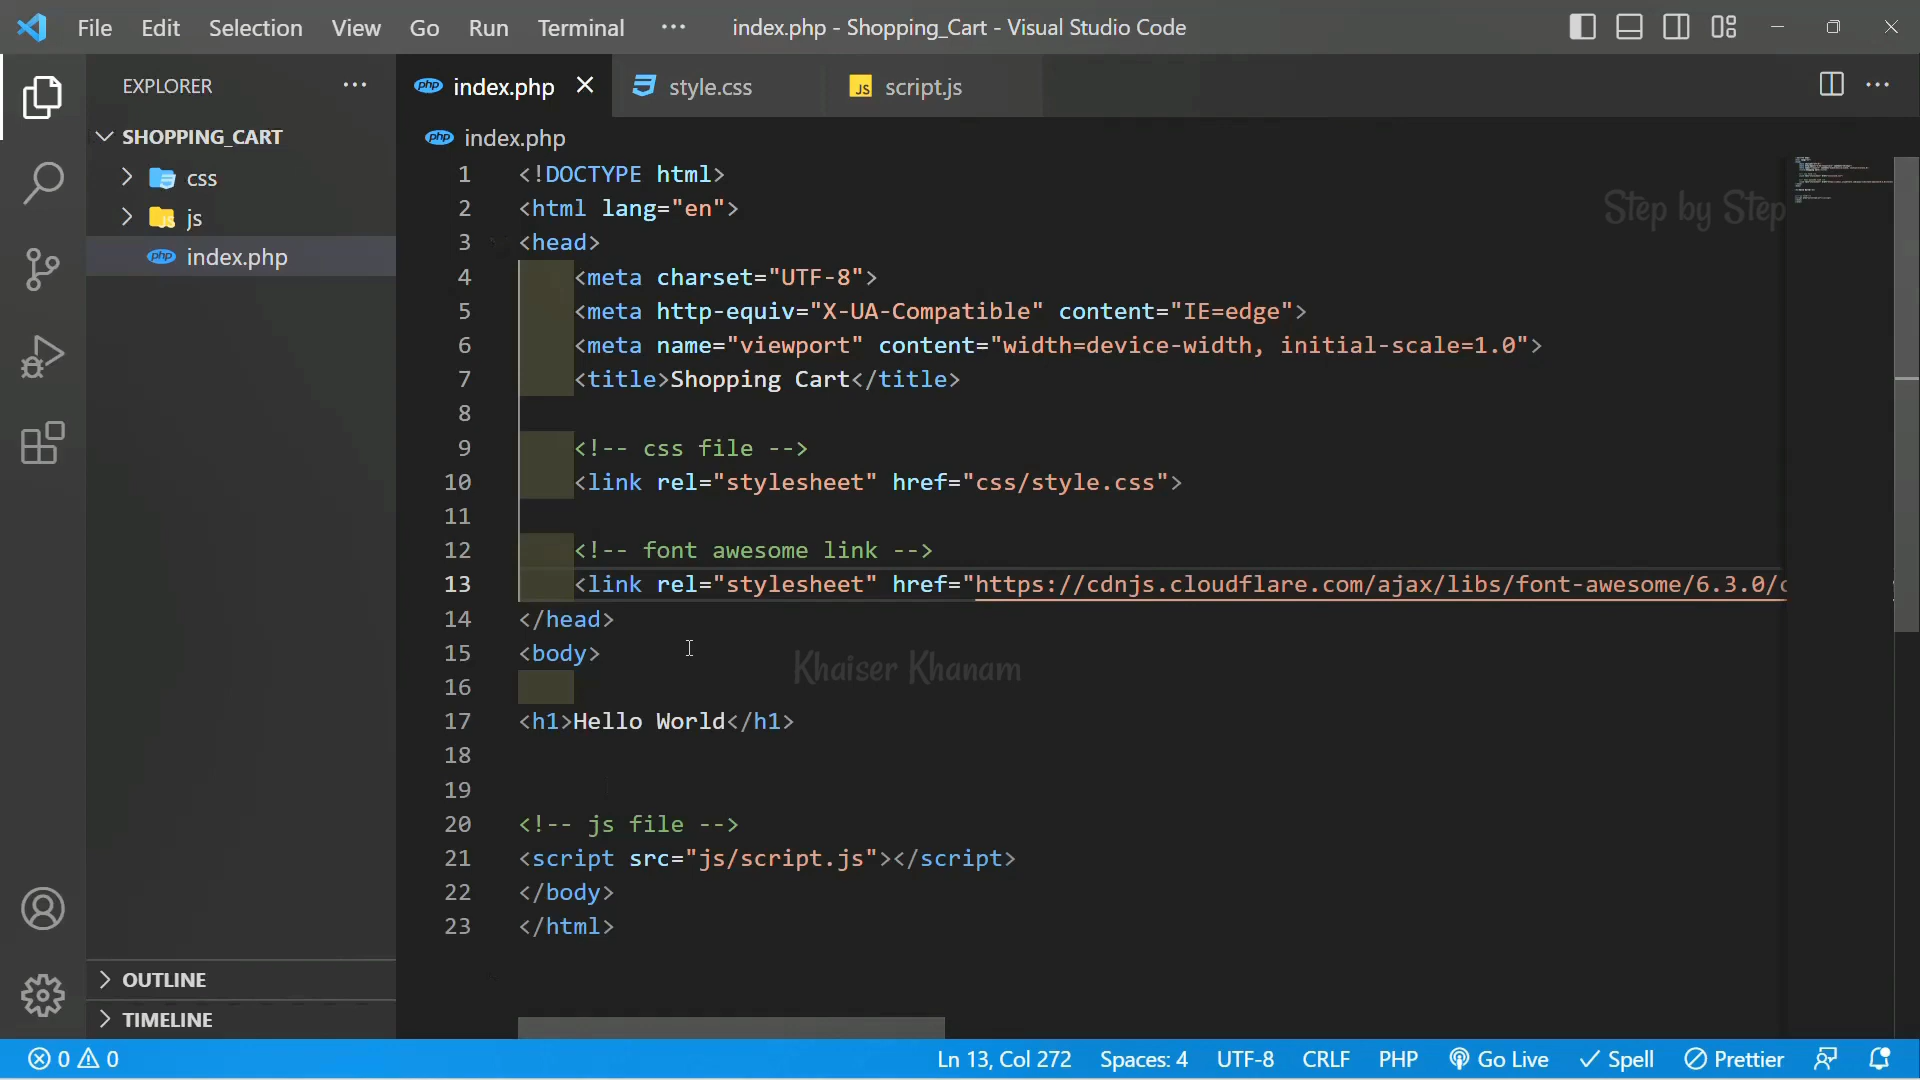 File Edit Selection View Go Run Terminal ··· index.php - Shopping_Cart - Visual Studio Code
EXPLORER ···
index.php
style.css
JS script.js
SHOPPING_CART
css
js
index.php
OUTLINE
TIMELINE
php index.php
1 <!DOCTYPE html>
2 <html lang="en">
3 <head>
4 <meta charset="UTF-8">
5 <meta http-equiv="X-UA-Compatible" content="IE=edge">
6 <meta name="viewport" content="width=device-width, initial-scale=1.0">
7 <title>Shopping Cart</title>
8
9 <!-- css file -->
10 <link rel="stylesheet" href="css/style.css">
11
12 <!-- font awesome link -->
13 <link rel="stylesheet" href="https://cdnjs.cloudflare.com/ajax/libs/font-awesome/6.3.0/c
14 </head>
15 <body>
16
17 <h1>Hello World</h1>
18
19
20 <!-- js file -->
21 <script src="js/script.js"></script>
22 </body>
23 </html>
Step by Step
Khaiser Khanam
0 0 Ln 13, Col 272 Spaces: 4 UTF-8 CRLF PHP Go Live Spell Prettier